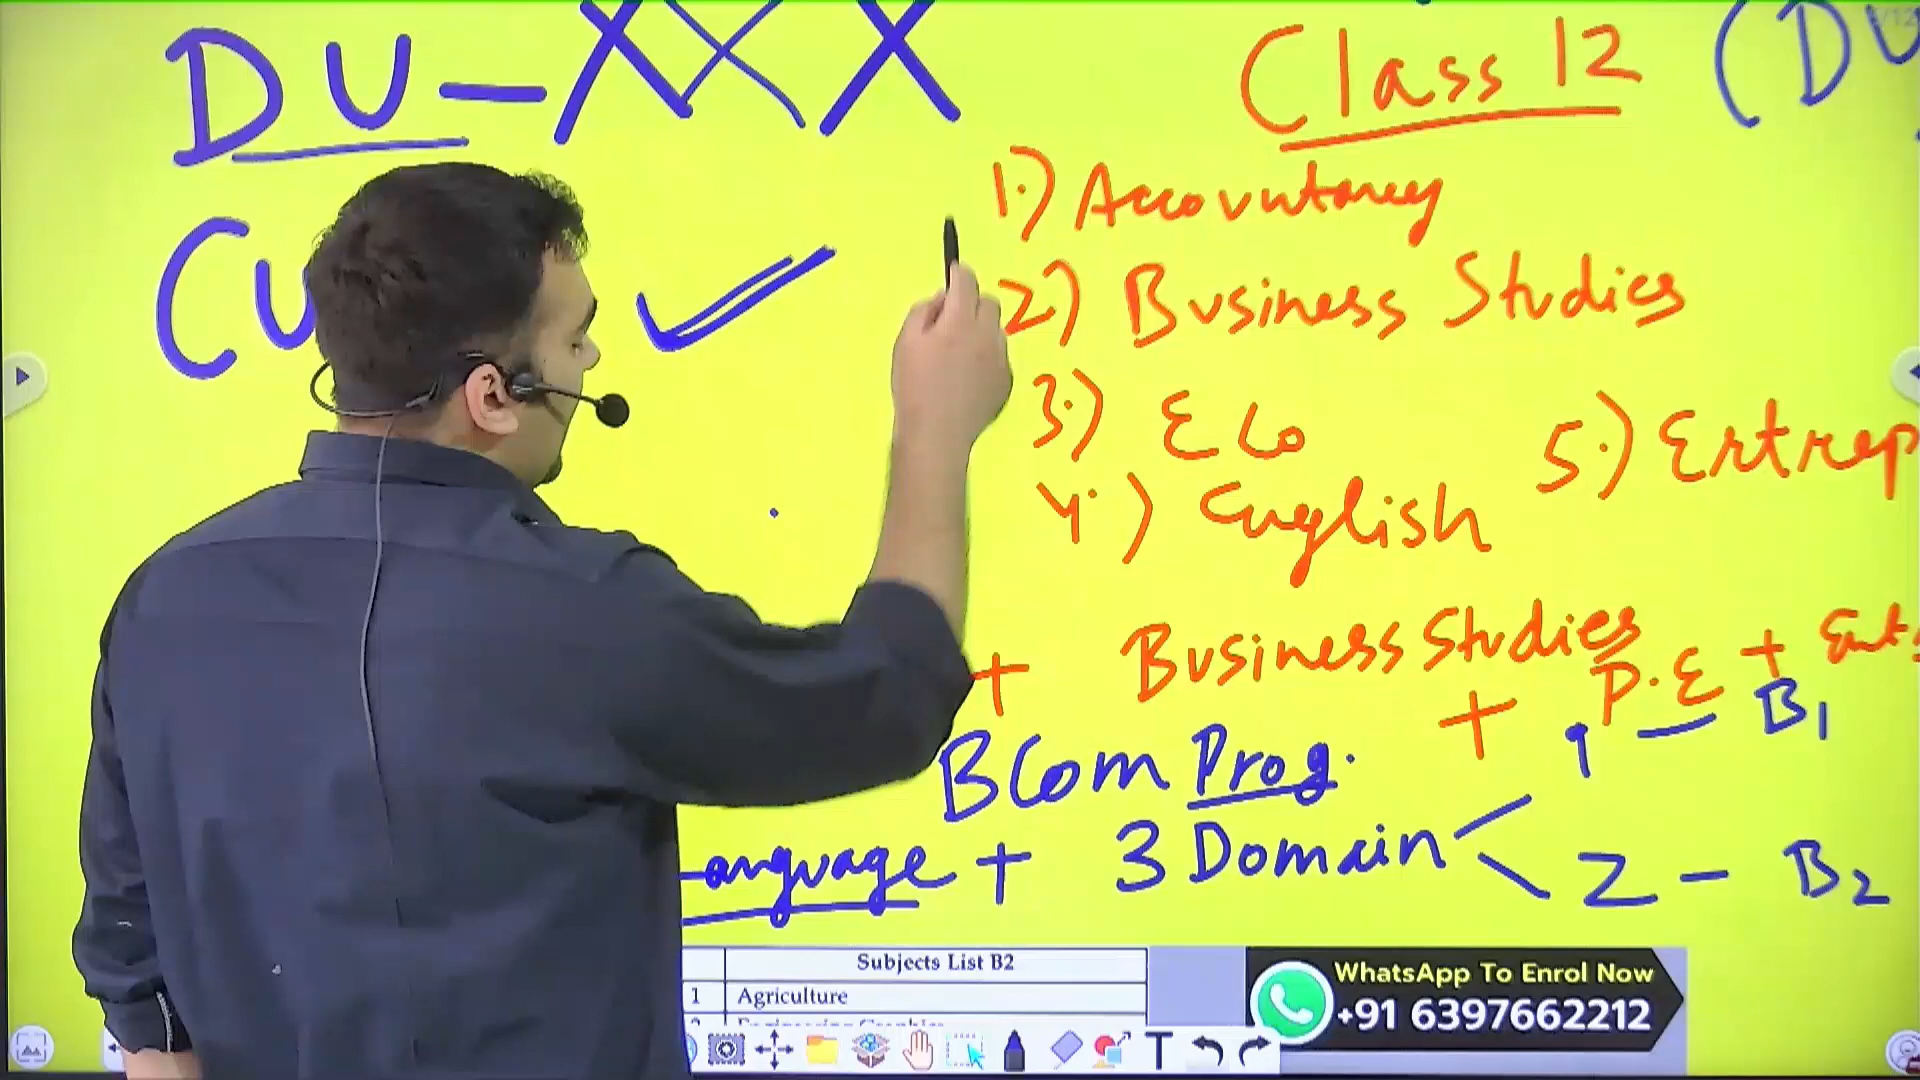 DU - XXX
Class 12
(DU
1.) Accountancy
CU
2.) Business Studies
3.) ECo
5.) Entrep
4.) English
+ Business Studies + P.E + Ent
BCom Prog.
1 - B1
Language + 3 Domain < 2 - B2
Subjects List B2
1 Agriculture
WhatsApp To Enrol Now
+91 6397662212
T